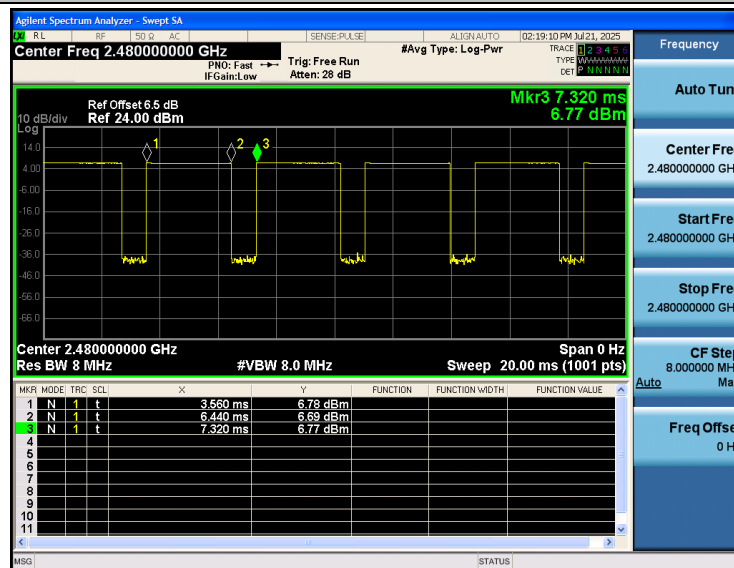 Agilent Spectrum Analyzer - Swept SA
LXI RL RF 50 Ω AC SENSE:PULSE ALIGN AUTO 02:19:10 PM Jul 21, 2025
Center Freq 2.480000000 GHz
PNO: Fast
IFGain:Low
Trig: Free Run
Atten: 28 dB
#Avg Type: Log-Pwr
TRACE 1 2 3 4 5 6
TYPE W
DET P N N N N N
Frequency
Ref Offset 6.5 dB
10 dB/div Ref 24.00 dBm
Log
Mkr3 7.320 ms
6.77 dBm
14.0
4.00
-6.00
-16.0
-26.0
-36.0
-46.0
-56.0
-66.0
1
2
3
Center 2.480000000 GHz
Span 0 Hz
Res BW 8 MHz
#VBW 8.0 MHz
Sweep 20.00 ms (1001 pts)
MKR MODE TRC SCL X Y FUNCTION FUNCTION WIDTH FUNCTION VALUE
1 N 1 t 3.560 ms 6.78 dBm
2 N 1 t 6.440 ms 6.69 dBm
3 N 1 t 7.320 ms 6.77 dBm
4
5
6
7
8
9
10
11
MSG
STATUS
Auto Tun
Center Fre
2.480000000 GH
Start Fre
2.480000000 GH
Stop Fre
2.480000000 GH
CF Ste
8.000000 MH
Auto Ma
Freq Offse
0 H